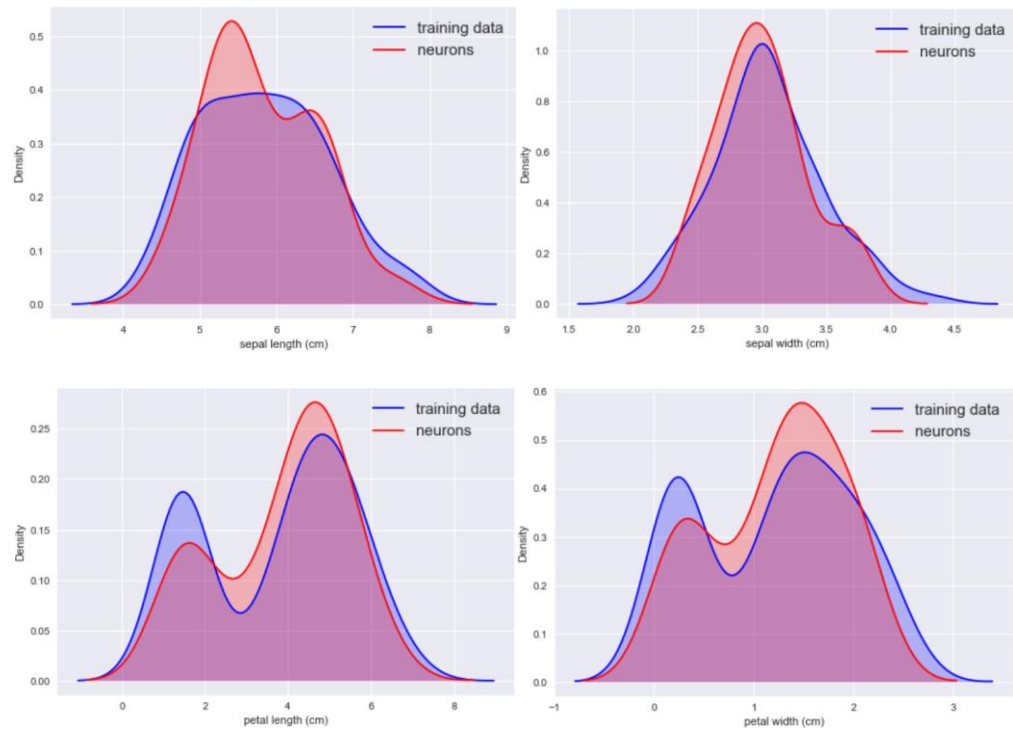 training data
neurons
0.5
0.4
0.3
0.2
0.1
0.0
Density
4 5 6 7 8 9
sepal length (cm)
training data
neurons
1.0
0.8
0.6
0.4
0.2
0.0
Density
1.5 2.0 2.5 3.0 3.5 4.0 4.5
sepal width (cm)
training data
neurons
0.25
0.20
0.15
0.10
0.05
0.00
Density
0 2 4 6 8
petal length (cm)
training data
neurons
0.6
0.5
0.4
0.3
0.2
0.1
0.0
Density
−1 0 1 2 3
petal width (cm)